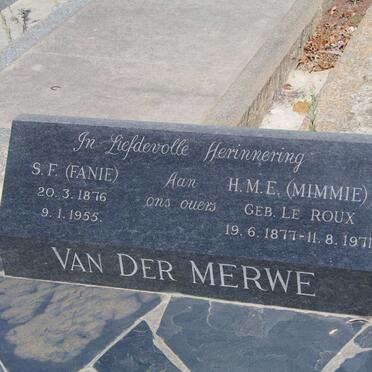 In Liefdevolle Herinnering
Aan
ons ouers
S.F. (FANIE)
20.3.1876
9.1.1955.
H.M.E. (MIMMIE)
GEB. LE ROUX
19.6.1877-11.8.1971
VAN DER MERWE